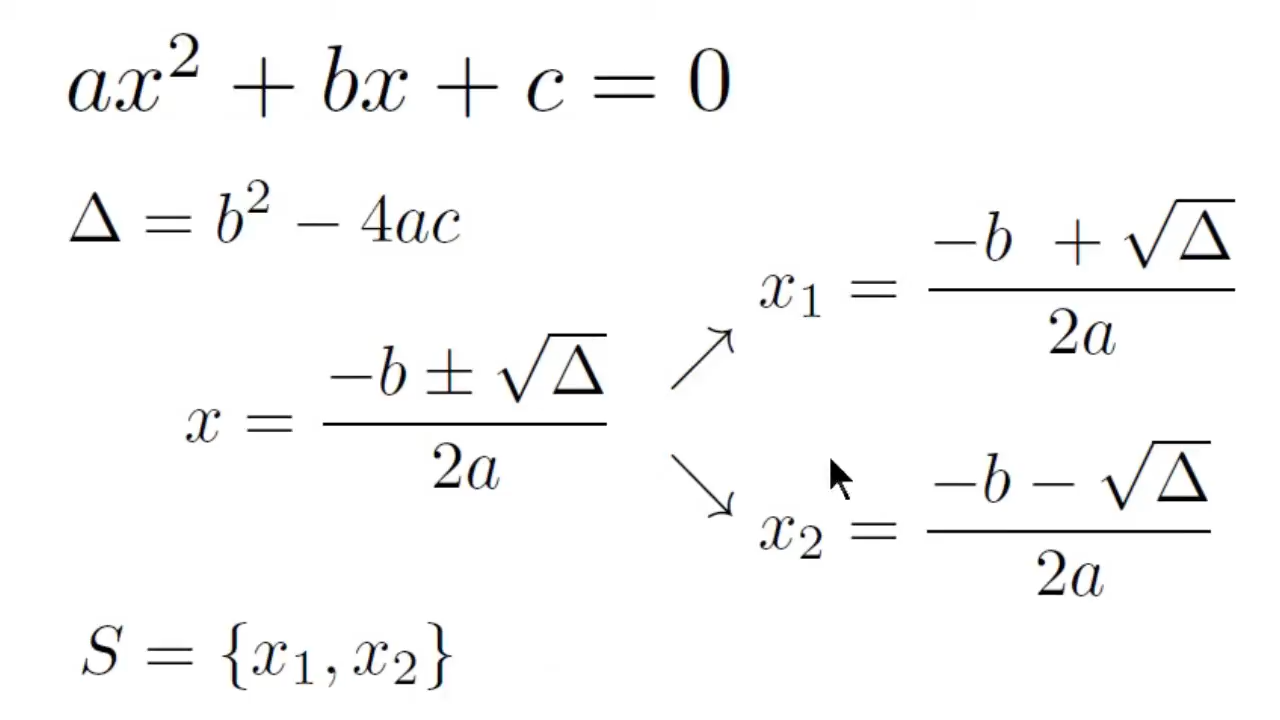 ax² + bx + c = 0
Δ = b² − 4ac
x = (−b ± √Δ) / 2a
x₁ = (−b + √Δ) / 2a
x₂ = (−b − √Δ) / 2a
S = {x₁, x₂}